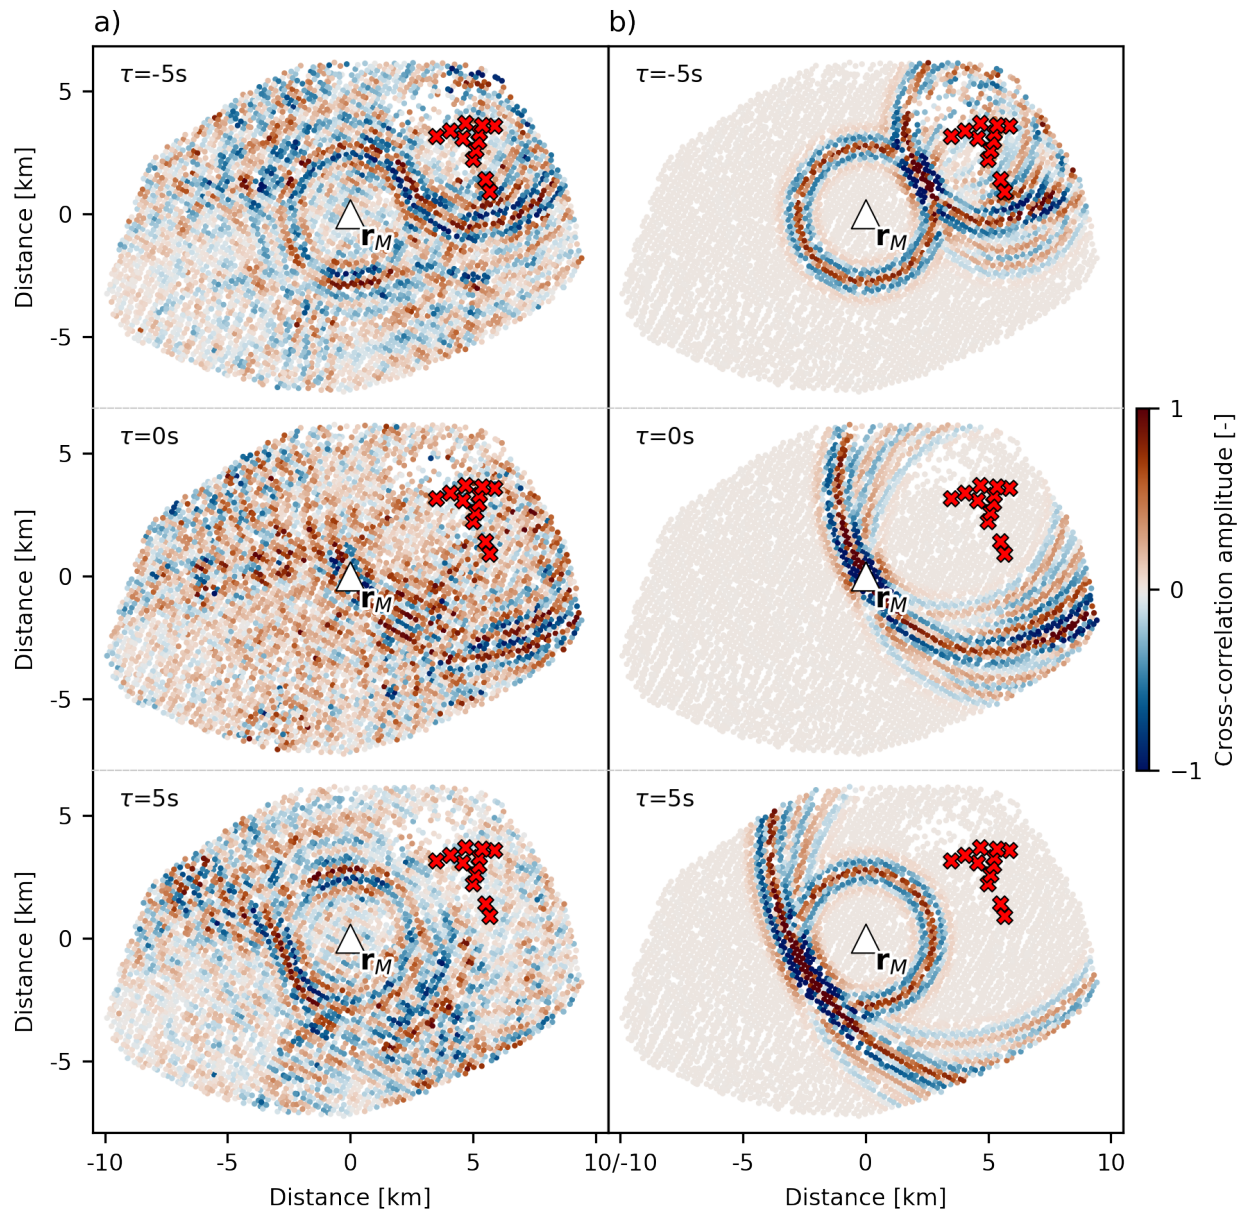 a)
b)
τ=-5s
τ=-5s
5
0
-5
Distance [km]
r_M
r_M
τ=0s
τ=0s
5
0
-5
Distance [km]
r_M
r_M
1
0
−1
Cross-correlation amplitude [-]
τ=5s
τ=5s
5
0
-5
Distance [km]
r_M
r_M
-10 -5 0 5 10/-10 -5 0 5 10
Distance [km]
Distance [km]